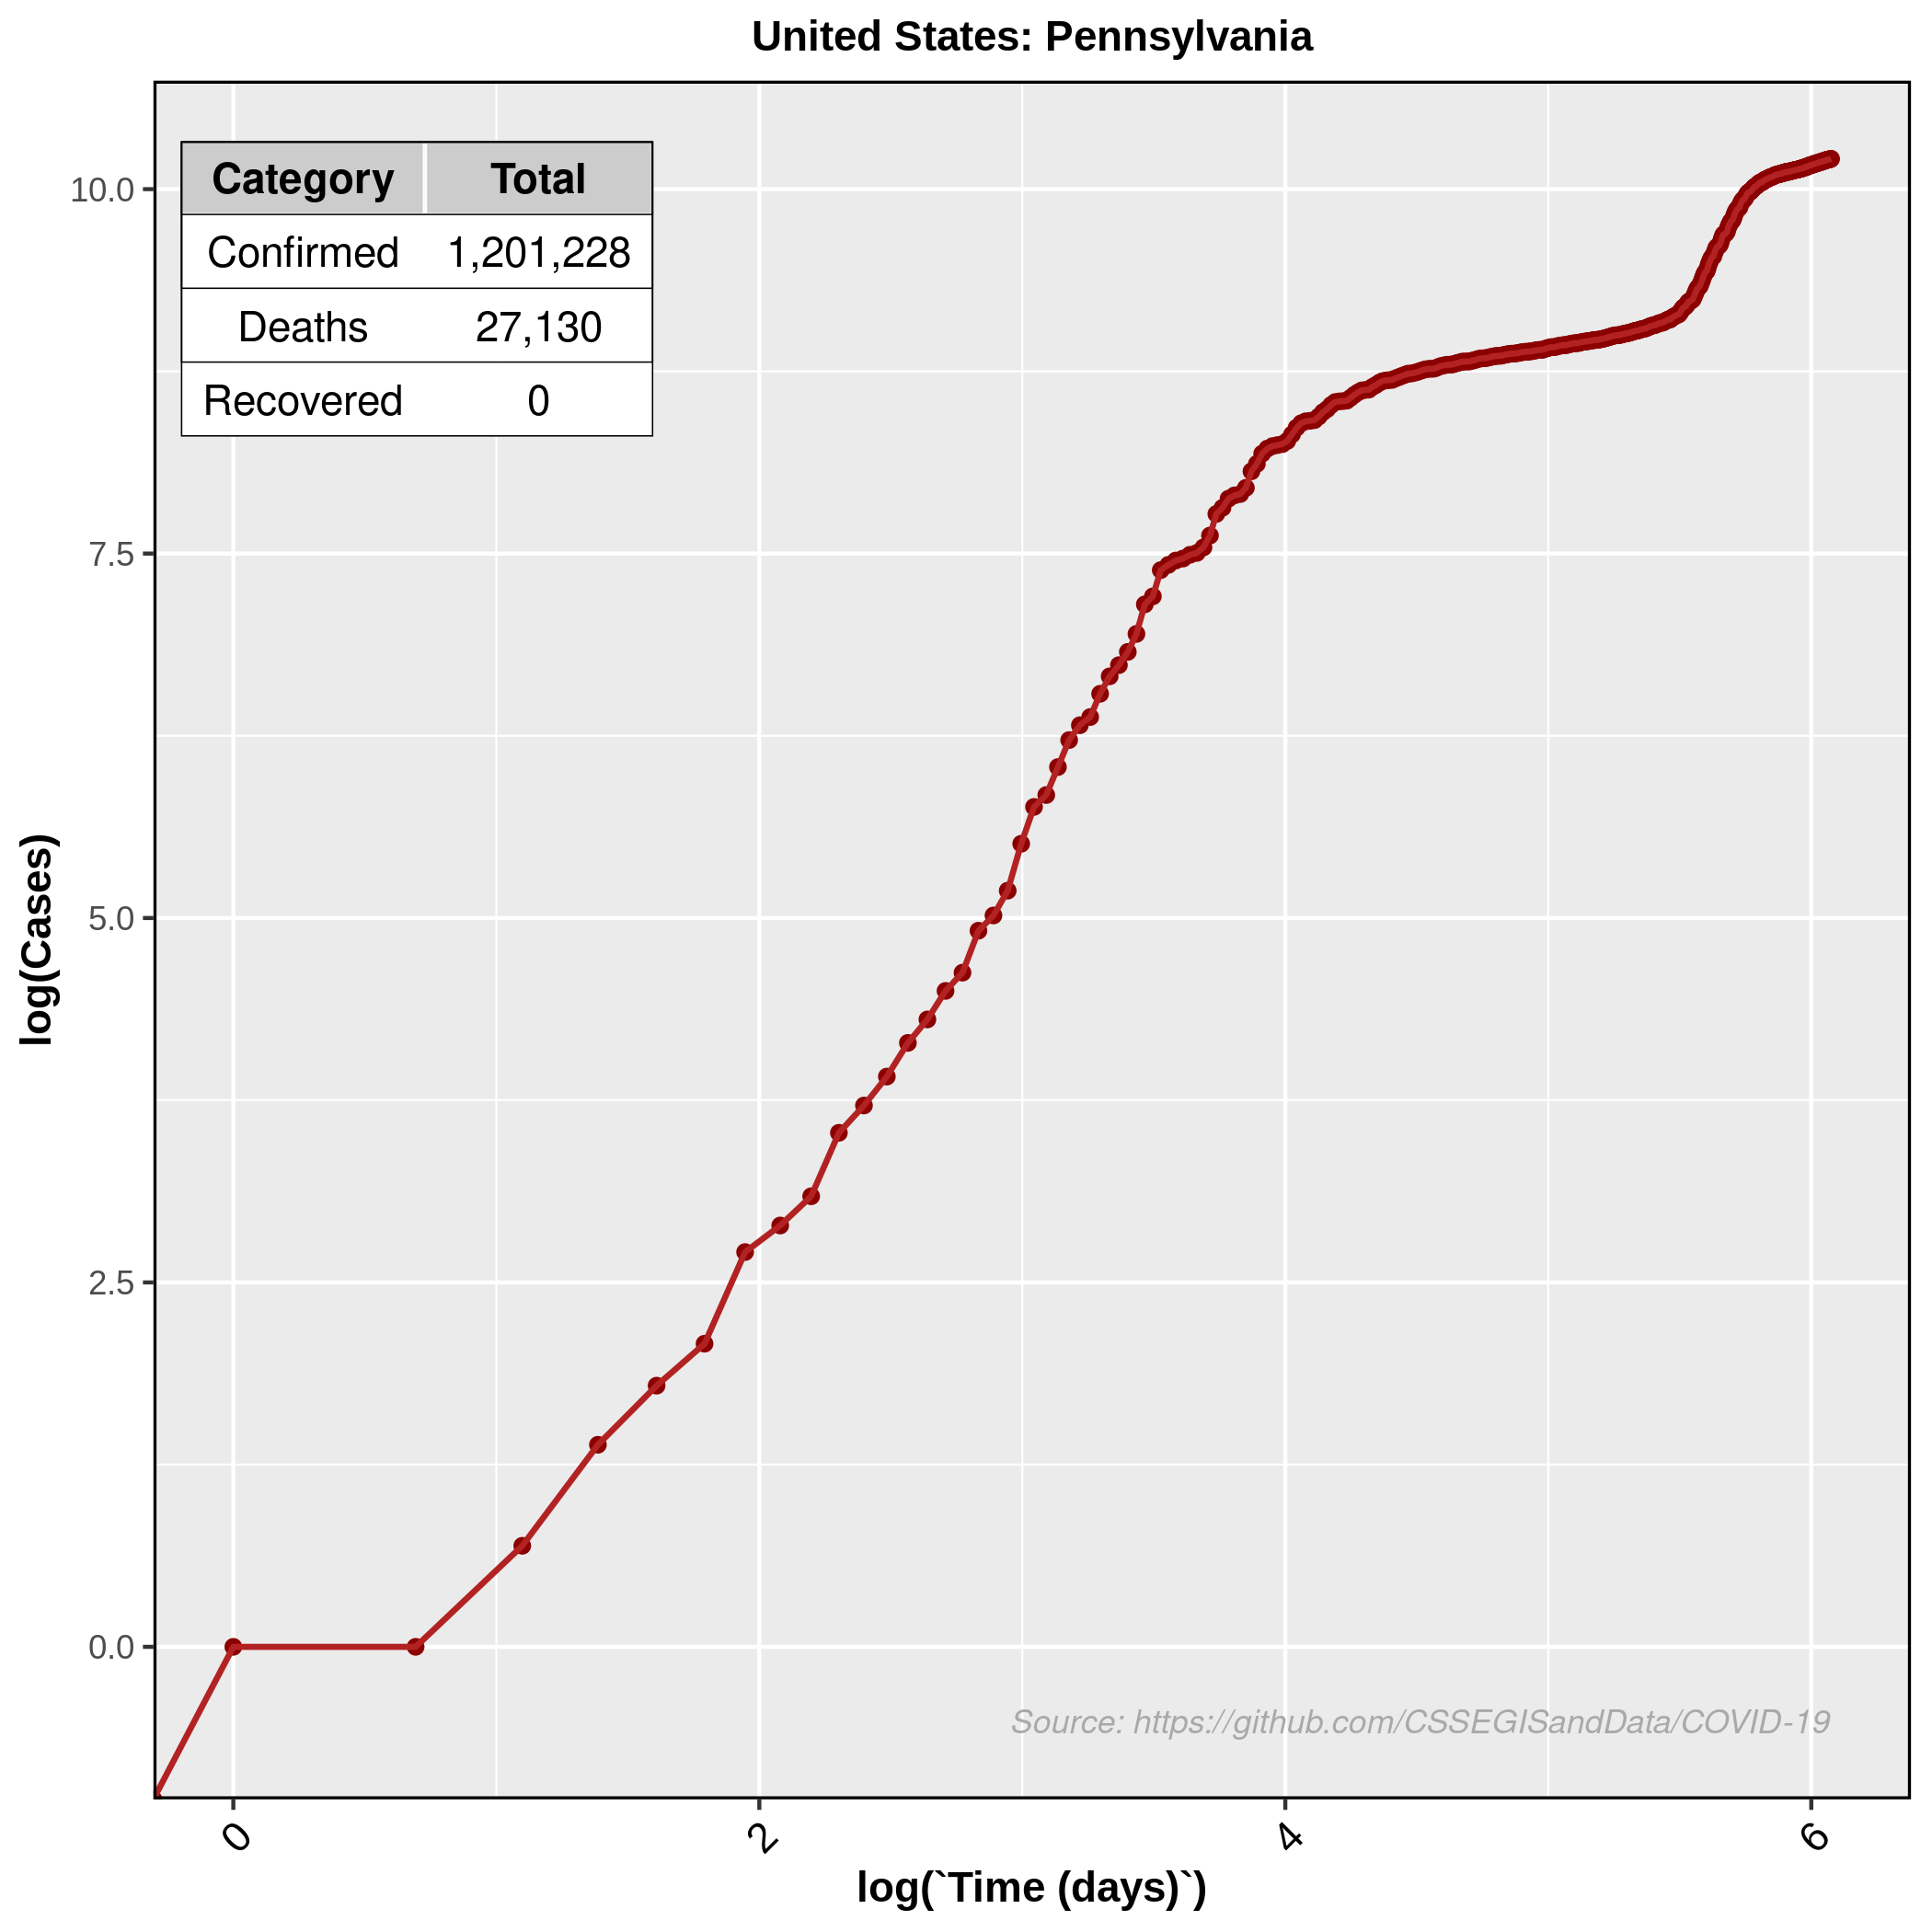 United States: Pennsylvania
Category Total
Confirmed 1,201,228
Deaths 27,130
Recovered 0
10.0
7.5
5.0
2.5
0.0
log(Cases)
Source: https://github.com/CSSEGISandData/COVID-19
0 2 4 6
log(`Time (days)`)